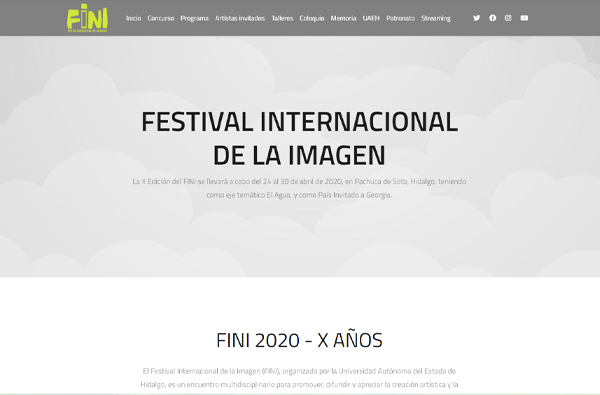 FINI
Inicio Concurso Programa Artistas invitados Talleres Coloquio Memoria UAEH Patronato Streaming
FESTIVAL INTERNACIONAL
DE LA IMAGEN
La X Edición del FINI se llevará a cabo del 24 al 30 de abril de 2020, en Pachuca de Soto, Hidalgo, teniendo
como eje temático El Agua, y como País Invitado a Georgia.
FINI 2020 - X AÑOS
El Festival Internacional de la Imagen (FINI), organizado por la Universidad Autónoma del Estado de
Hidalgo, es un encuentro multidisciplinario para promover, difundir y apreciar la creación artística y la